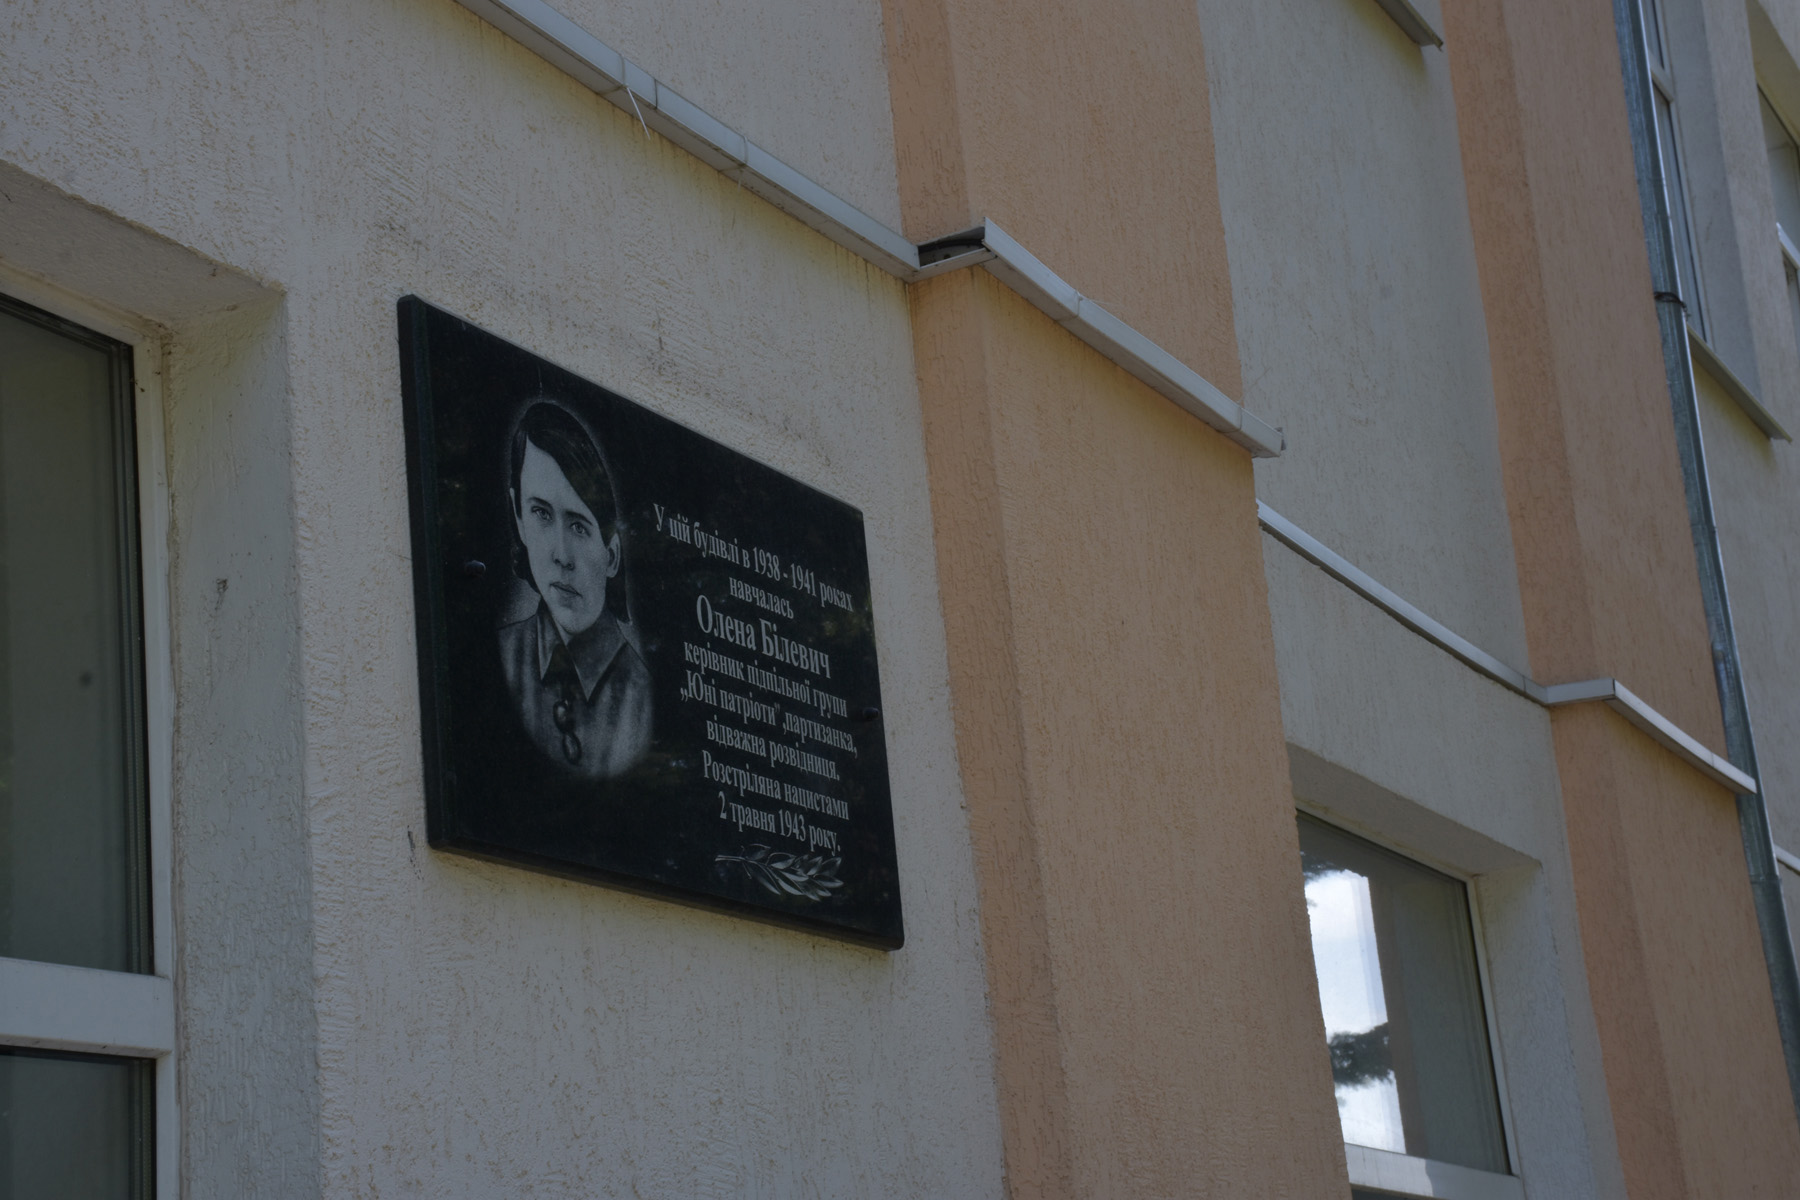 У цій будівлі в 1938 - 1941 роках
навчалась
Олена Білевич
керівник підпільної групи
„Юні патріоти" ,партизанка,
відважна розвідниця.
Розстріляна нацистами
2 травня 1943 року.